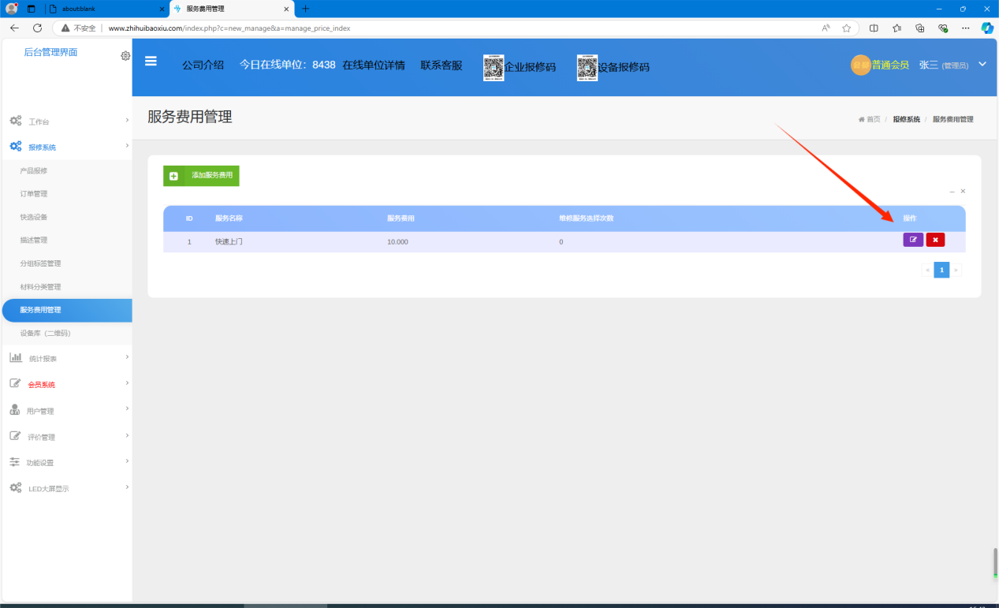 about:blank
服务费用管理
不安全
www.zhihuibaoxiu.com/index.php?c=new_manage&a=manage_price_index
后台管理界面
公司介绍 今日在线单位：8438 在线单位详情 联系客服 企业报修码 设备报修码
普通会员 张三 (管理员)
服务费用管理
首页 / 报修系统 / 服务费用管理
工作台
报修系统
产品报修
订单管理
快选设备
描述管理
分组标签管理
材料分类管理
服务费用管理
设备库（二维码）
统计报表
会员系统
用户管理
评价管理
功能设置
LED大屏显示
添加服务费用
ID 服务名称 服务费用 维修服务选择次数 操作
1 快速上门 10.000 0
« 1 »